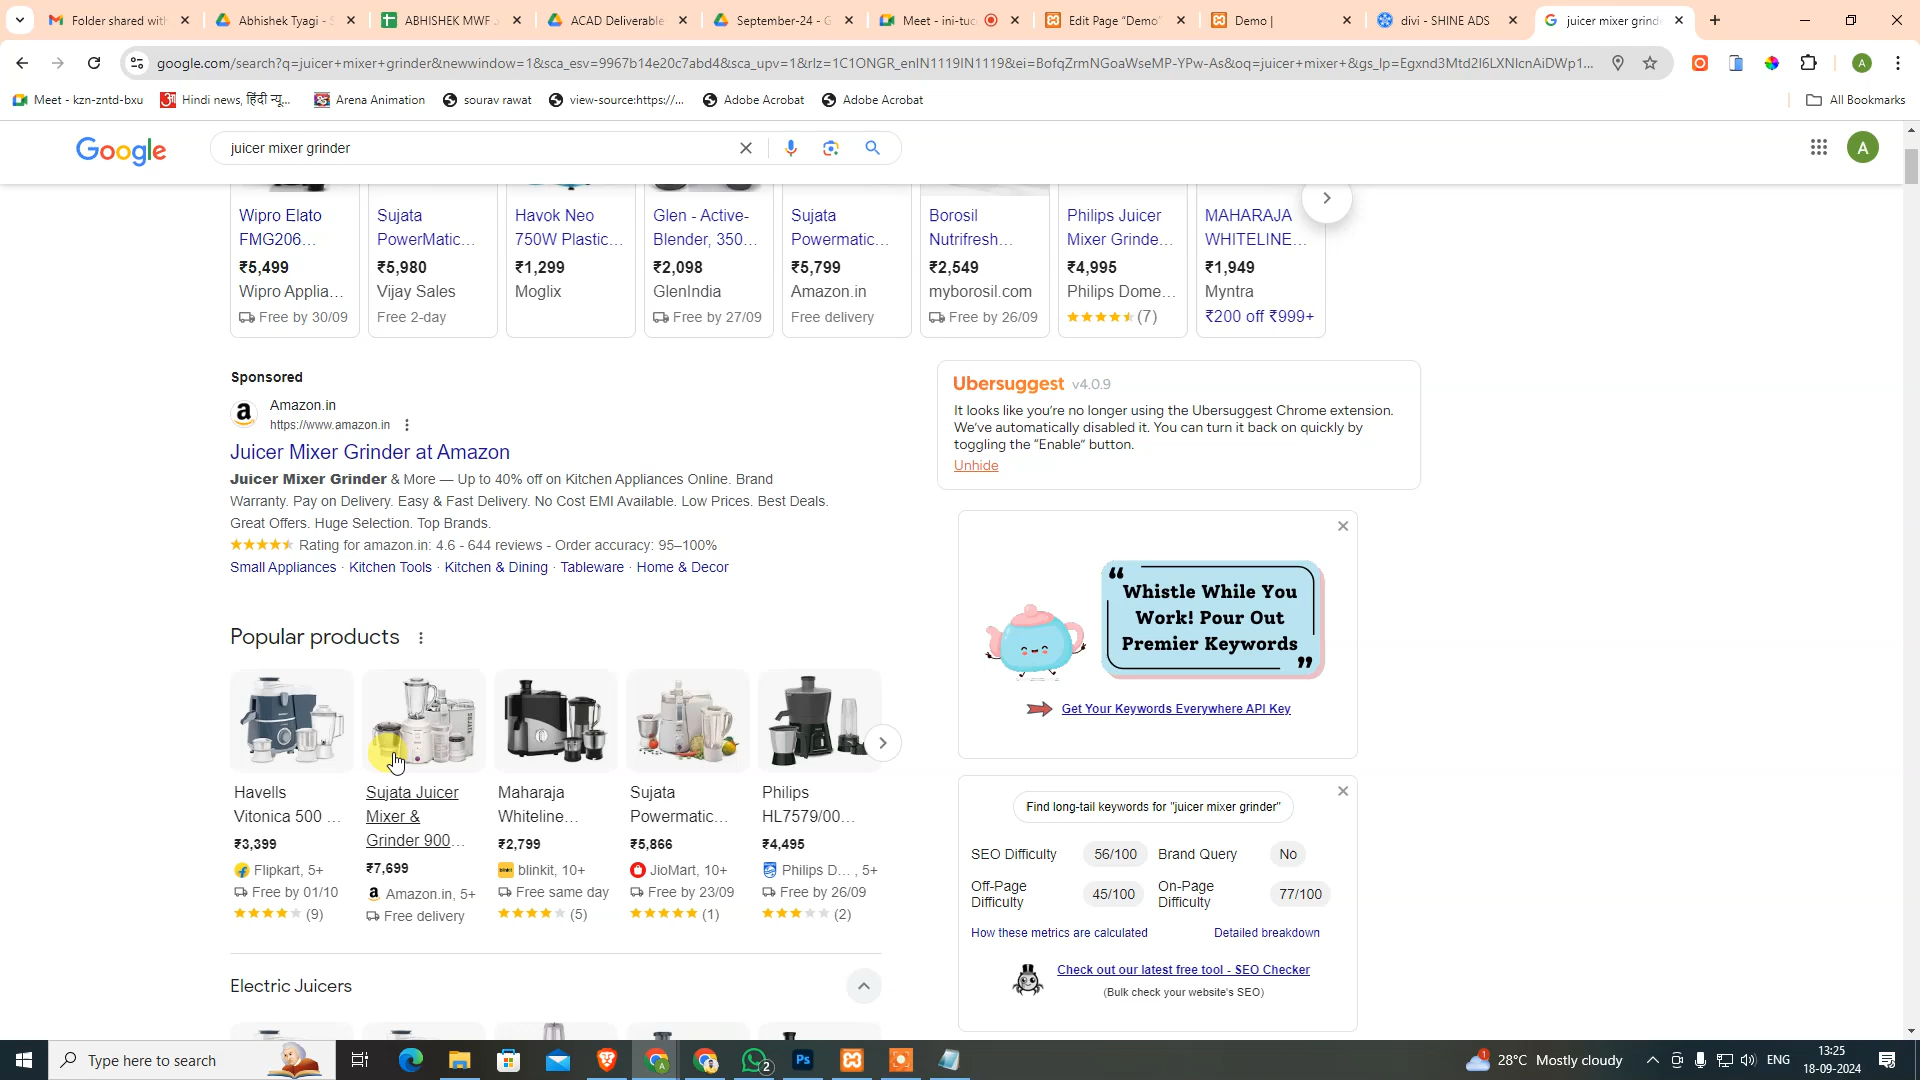 Folder shared with
Abhishek Tyagi - S
ABHISHEK MWF
ACAD Deliverable
September-24 - G
Meet - ini-tuc
Edit Page "Demo"
Demo |
divi - SHINE ADS
juicer mixer grind
google.com/search?q=juicer+mixer+grinder&newwindow=1&sca_esv=9967b14e20c7abd4&sca_upv=1&rlz=1C1ONGR_enIN1119IN1119&ei=BofqZrmNGoaWseMP-YPw-As&oq=juicer+mixer+&gs_lp=Egxnd3Mtd2l6LXNlcnAiDWp1...
A
Meet - kzn-zntd-bxu
Hindi news, हिंदी न्यू...
Arena Animation
sourav rawat
view-source:https://...
Adobe Acrobat
Adobe Acrobat
All Bookmarks
Google
juicer mixer grinder
A
Wipro Elato
FMG206...
₹5,499
Wipro Applia...
Free by 30/09
Sujata
PowerMatic...
₹5,980
Vijay Sales
Free 2-day
Havok Neo
750W Plastic...
₹1,299
Moglix
Glen - Active-
Blender, 350...
₹2,098
GlenIndia
Free by 27/09
Sujata
Powermatic...
₹5,799
Amazon.in
Free delivery
Borosil
Nutrifresh...
₹2,549
myborosil.com
Free by 26/09
Philips Juicer
Mixer Grinde...
₹4,995
Philips Dome...
(7)
MAHARAJA
WHITELINE...
₹1,949
Myntra
₹200 off ₹999+
Sponsored
Amazon.in
https://www.amazon.in
Juicer Mixer Grinder at Amazon
Juicer Mixer Grinder & More — Up to 40% off on Kitchen Appliances Online. Brand
Warranty. Pay on Delivery. Easy & Fast Delivery. No Cost EMI Available. Low Prices. Best Deals.
Great Offers. Huge Selection. Top Brands.
Rating for amazon.in: 4.6 - 644 reviews - Order accuracy: 95–100%
Small Appliances · Kitchen Tools · Kitchen & Dining · Tableware · Home & Decor
Ubersuggest v4.0.9
It looks like you're no longer using the Ubersuggest Chrome extension.
We've automatically disabled it. You can turn it back on quickly by
toggling the "Enable" button.
Unhide
Whistle While You
Work! Pour Out
Premier Keywords
Get Your Keywords Everywhere API Key
Popular products
Havells
Vitonica 500 ...
₹3,399
Flipkart, 5+
Free by 01/10
(9)
Sujata Juicer
Mixer &
Grinder 900...
₹7,699
Amazon.in, 5+
Free delivery
Maharaja
Whiteline...
₹2,799
blinkit, 10+
Free same day
(5)
Sujata
Powermatic...
₹5,866
JioMart, 10+
Free by 23/09
(1)
Philips
HL7579/00...
₹4,495
Philips D... , 5+
Free by 26/09
(2)
Find long-tail keywords for "juicer mixer grinder"
SEO Difficulty 56/100 Brand Query No
Off-Page Difficulty 45/100 On-Page Difficulty 77/100
How these metrics are calculated
Detailed breakdown
Check out our latest free tool - SEO Checker
(Bulk check your website's SEO)
Electric Juicers
Type here to search
2
Ps
1
28°C Mostly cloudy
ENG
13:25
18-09-2024